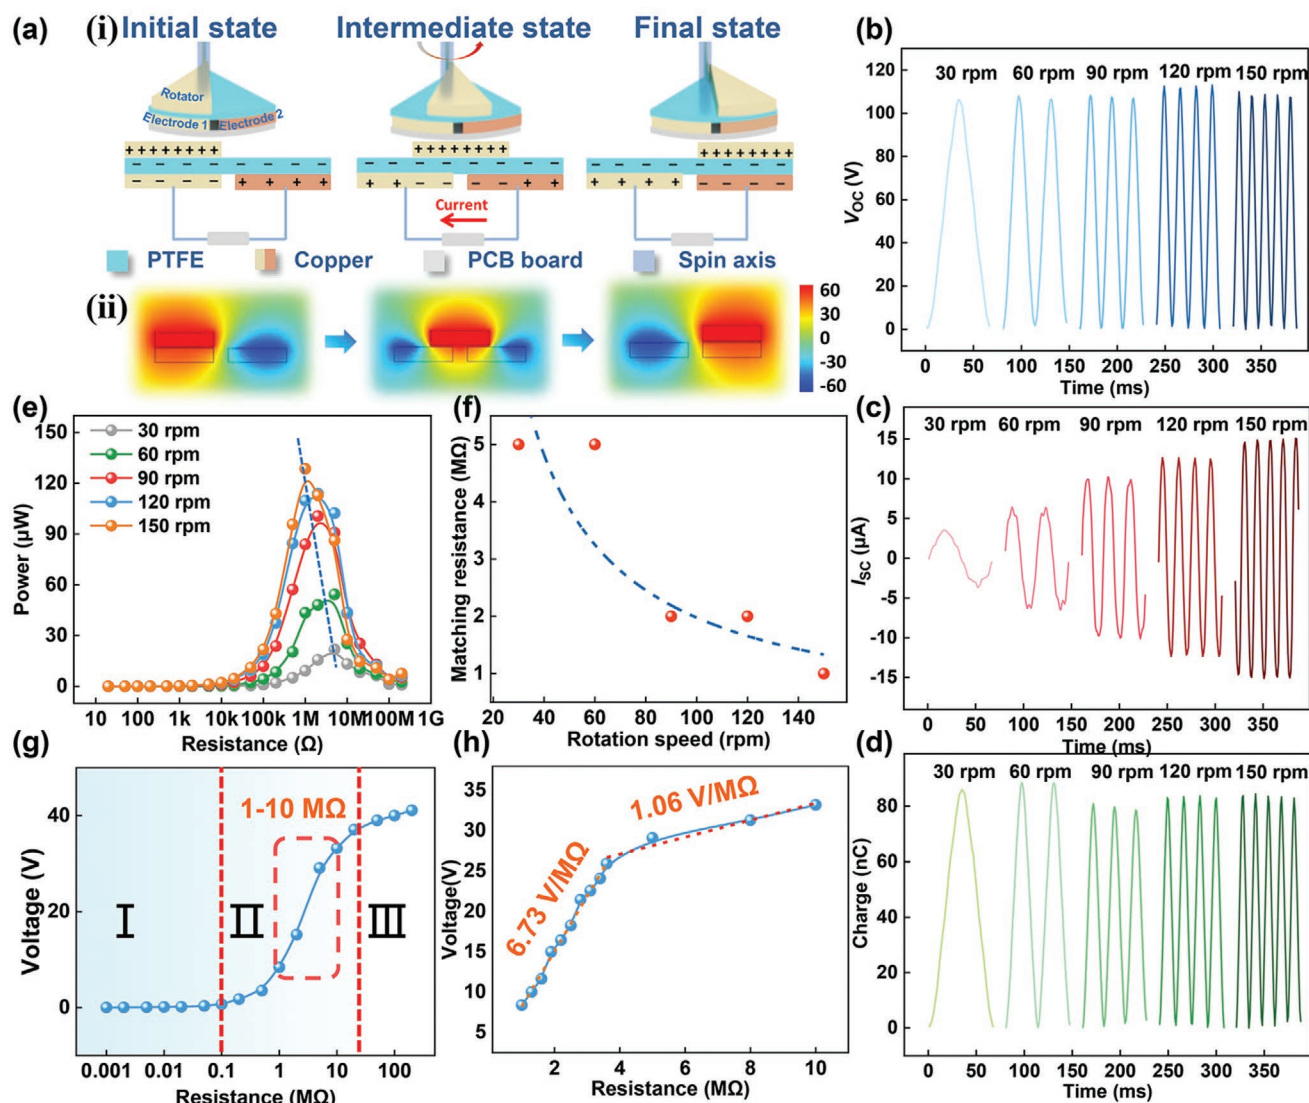 (a)
(i) Initial state
Intermediate state
Final state
Rotator
Electrode 1
Electrode 2
+ + + + + + + +
− − − − − −
− − − −
+ + + +
+ + + + + + + +
− − − − − −
+ + − −
− − + +
Current
+ + + + + + + +
− − − − − −
+ + + +
− − − −
PTFE
Copper
PCB board
Spin axis
(ii)
60
30
0
-30
-60
(b)
30 rpm 60 rpm 90 rpm 120 rpm 150 rpm
120
100
80
60
40
20
0
VOC (V)
0 50 100 150 200 250 300 350
Time (ms)
(e)
150
120
90
60
30
0
Power (µW)
30 rpm
60 rpm
90 rpm
120 rpm
150 rpm
10 100 1k 10k 100k 1M 10M 100M 1G
Resistance (Ω)
(f)
5
4
3
2
1
Matching resistance (MΩ)
20 40 60 80 100 120 140
Rotation speed (rpm)
(c)
30 rpm 60 rpm 90 rpm 120 rpm 150 rpm
15
10
5
0
-5
-10
-15
ISC (µA)
0 50 100 150 200 250 300 350
Time (ms)
(g)
40
20
0
Voltage (V)
1-10 MΩ
I
II
III
0.001 0.01 0.1 1 10 100
Resistance (MΩ)
(h)
35
30
25
20
15
10
5
Voltage(V)
6.73 V/MΩ
1.06 V/MΩ
2 4 6 8 10
Resistance (MΩ)
(d)
30 rpm 60 rpm 90 rpm 120 rpm 150 rpm
80
60
40
20
0
Charge (nC)
0 50 100 150 200 250 300 350
Time (ms)